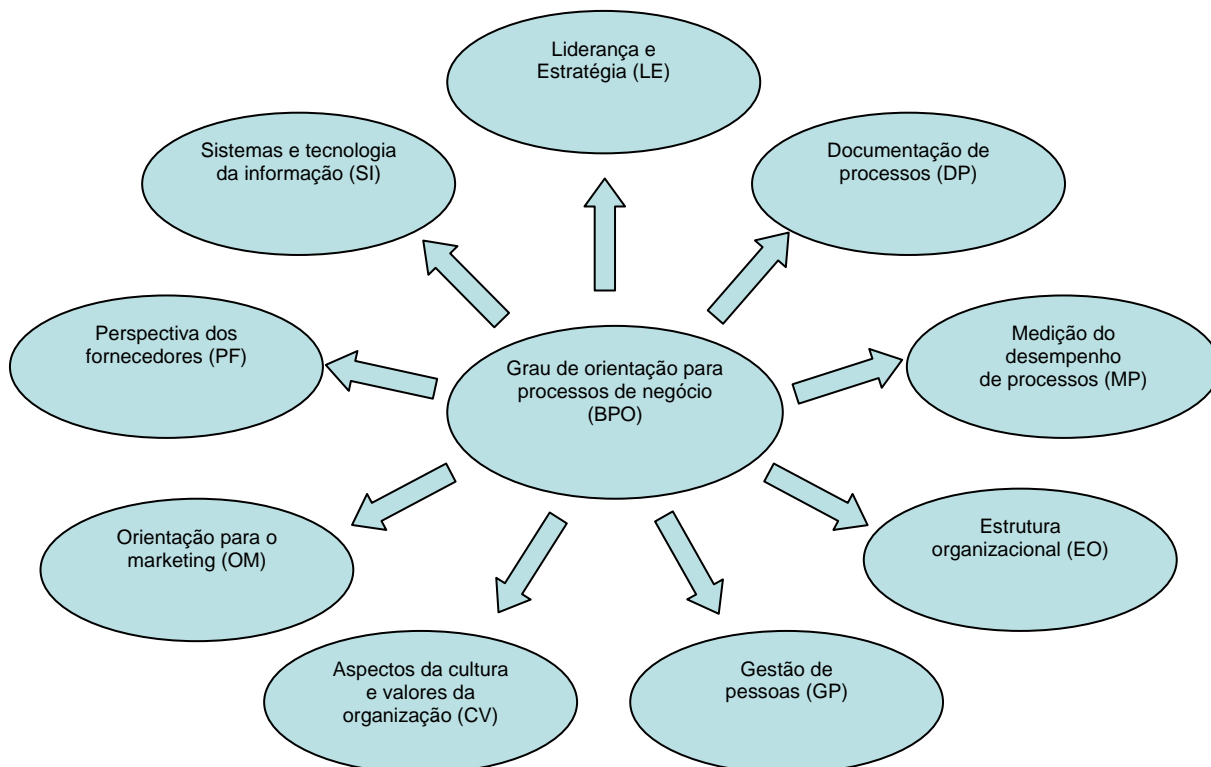 Liderança e
Estratégia (LE)
Sistemas e tecnologia
da informação (SI)
Documentação de
processos (DP)
Perspectiva dos
fornecedores (PF)
Grau de orientação para
processos de negócio
(BPO)
Medição do
desempenho
de processos (MP)
Orientação para o
marketing (OM)
Estrutura
organizacional (EO)
Aspectos da cultura
e valores da
organização (CV)
Gestão de
pessoas (GP)